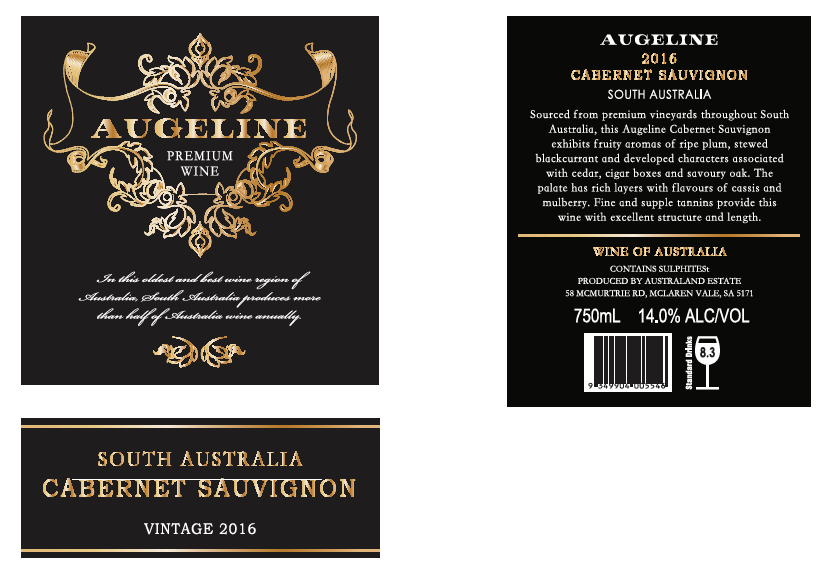 AUGELINE
PREMIUM
WINE
In this oldest and best wine region of
Australia, South Australia produces more
than half of Australia wine anually.
SOUTH AUSTRALIA
CABERNET SAUVIGNON
VINTAGE 2016
AUGELINE
2016
CABERNET SAUVIGNON
SOUTH AUSTRALIA
Sourced from premium vineyards throughout South
Australia, this Augeline Cabernet Sauvignon
exhibits fruity aromas of ripe plum, stewed
blackcurrant and developed characters associated
with cedar, cigar boxes and savoury oak. The
palate has rich layers with flavours of cassis and
mulberry. Fine and supple tannins provide this
wine with excellent structure and length.
WINE OF AUSTRALIA
CONTAINS SULPHITESt
PRODUCED BY AUSTRALAND ESTATE
58 MCMURTRIE RD, MCLAREN VALE, SA 5171
750mL 14.0% ALC/VOL
9 349904 005546
Standard Drinks
8.3